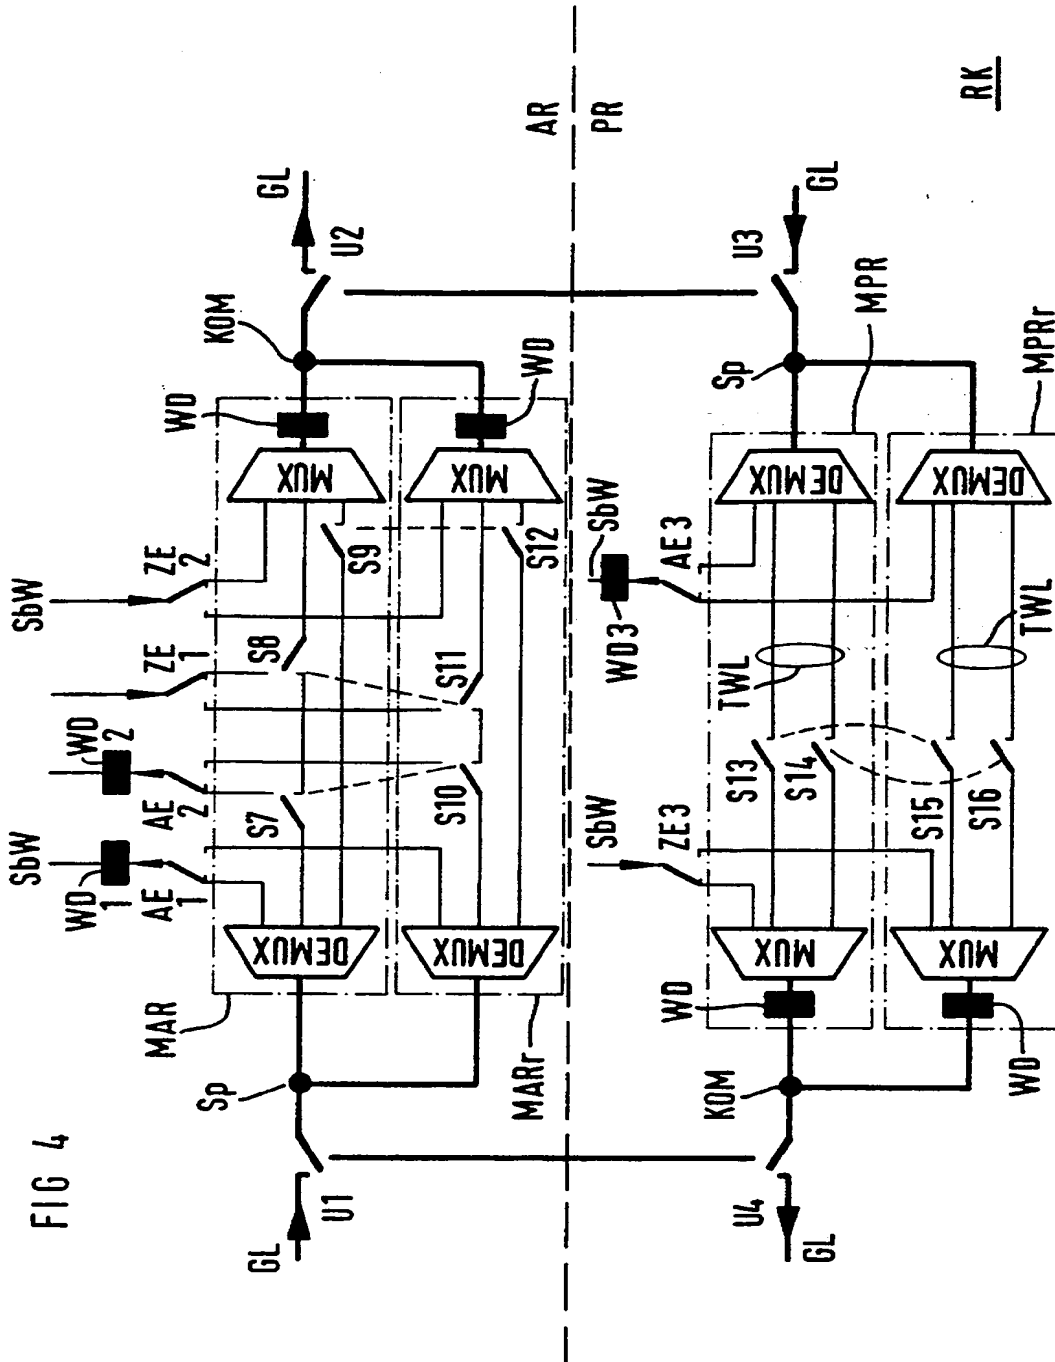 FIG 4
SbW
SbW
WD
1
WD
2
AE
1
AE
2
ZE
1
ZE
2
WD
KOM
GL
U2
MAR
DEMUX
S7
S8
S9
MUX
WD
Sp
DEMUX
S10
S11
S12
MUX
MARr
GL
U1
AR
PR
RK
SbW
ZE3
WD3
SbW
AE3
U3
GL
MPR
Sp
WD
MUX
S13
S14
TWL
DEMUX
KOM
MUX
S15
S16
TWL
DEMUX
MPRr
WD
U4
GL